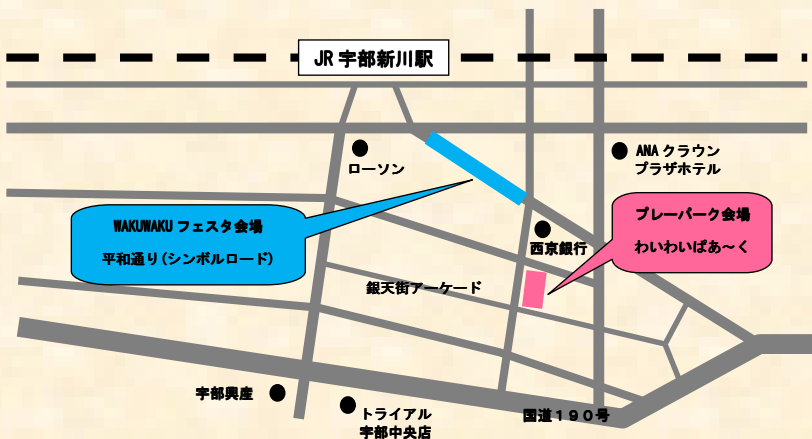 JR 宇部新川駅
ローソン
ANA クラウン
プラザホテル
WAKUWAKU フェスタ会場
平和通り(シンボルロード)
プレーパーク会場
わいわいぱあ～く
西京銀行
銀天街アーケード
宇部興産
トライアル
宇部中央店
国道１９０号